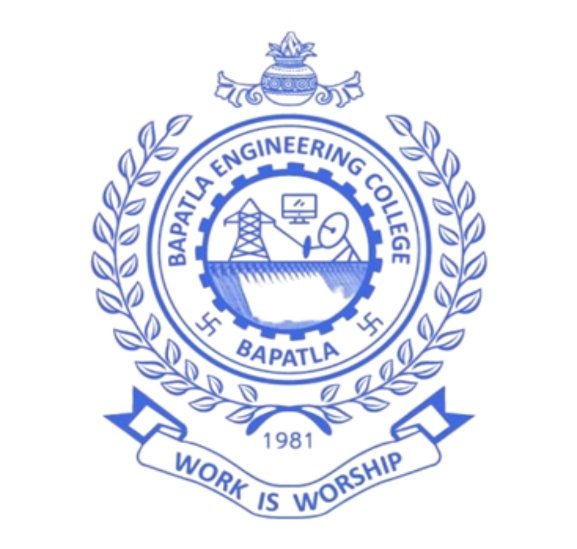 BAPATLA ENGINEERING COLLEGE
BAPATLA
1981
WORK IS WORSHIP